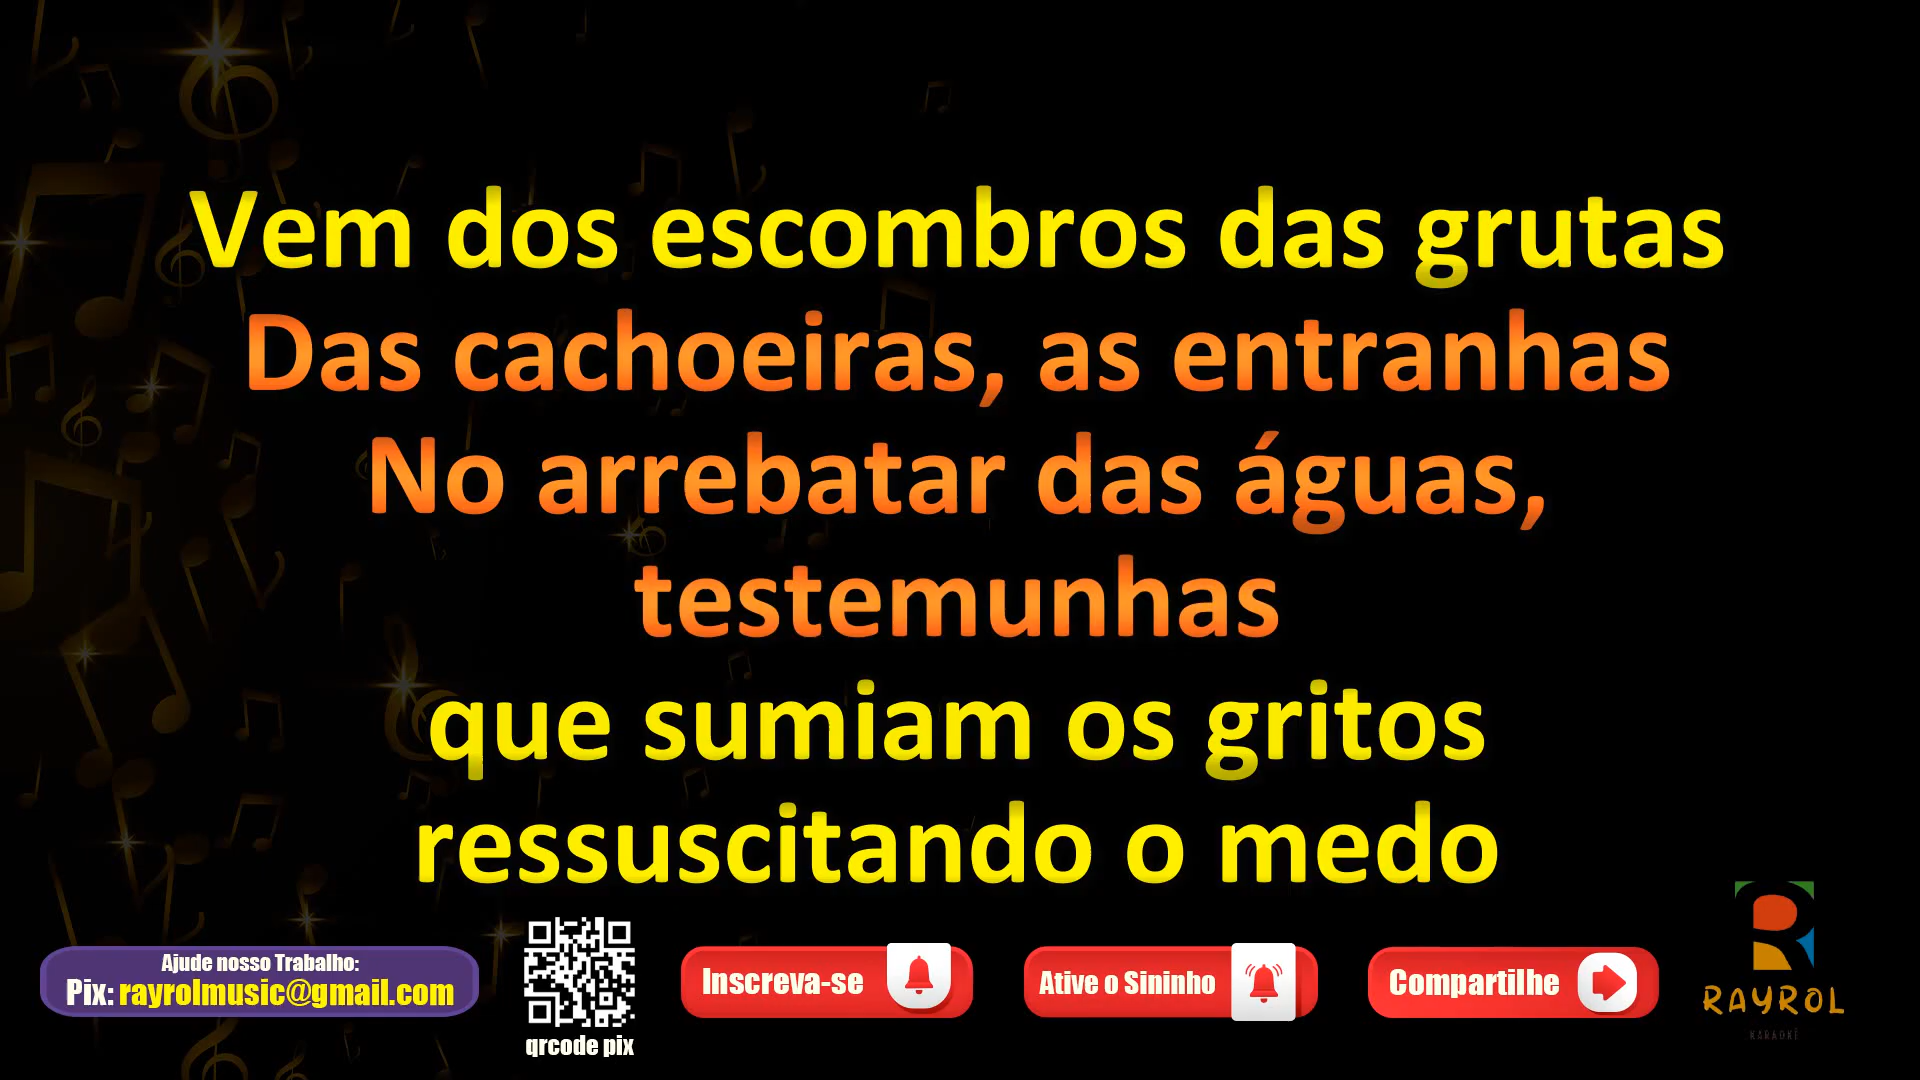 Vem dos escombros das grutas
Das cachoeiras, as entranhas
No arrebatar das águas,
testemunhas
que sumiam os gritos
ressuscitando o medo
Ajude nosso Trabalho:
Pix: rayrolmusic@gmail.com
qrcode pix
Inscreva-se
Ative o Sininho
Compartilhe
RAYROL
KARAOKÊ